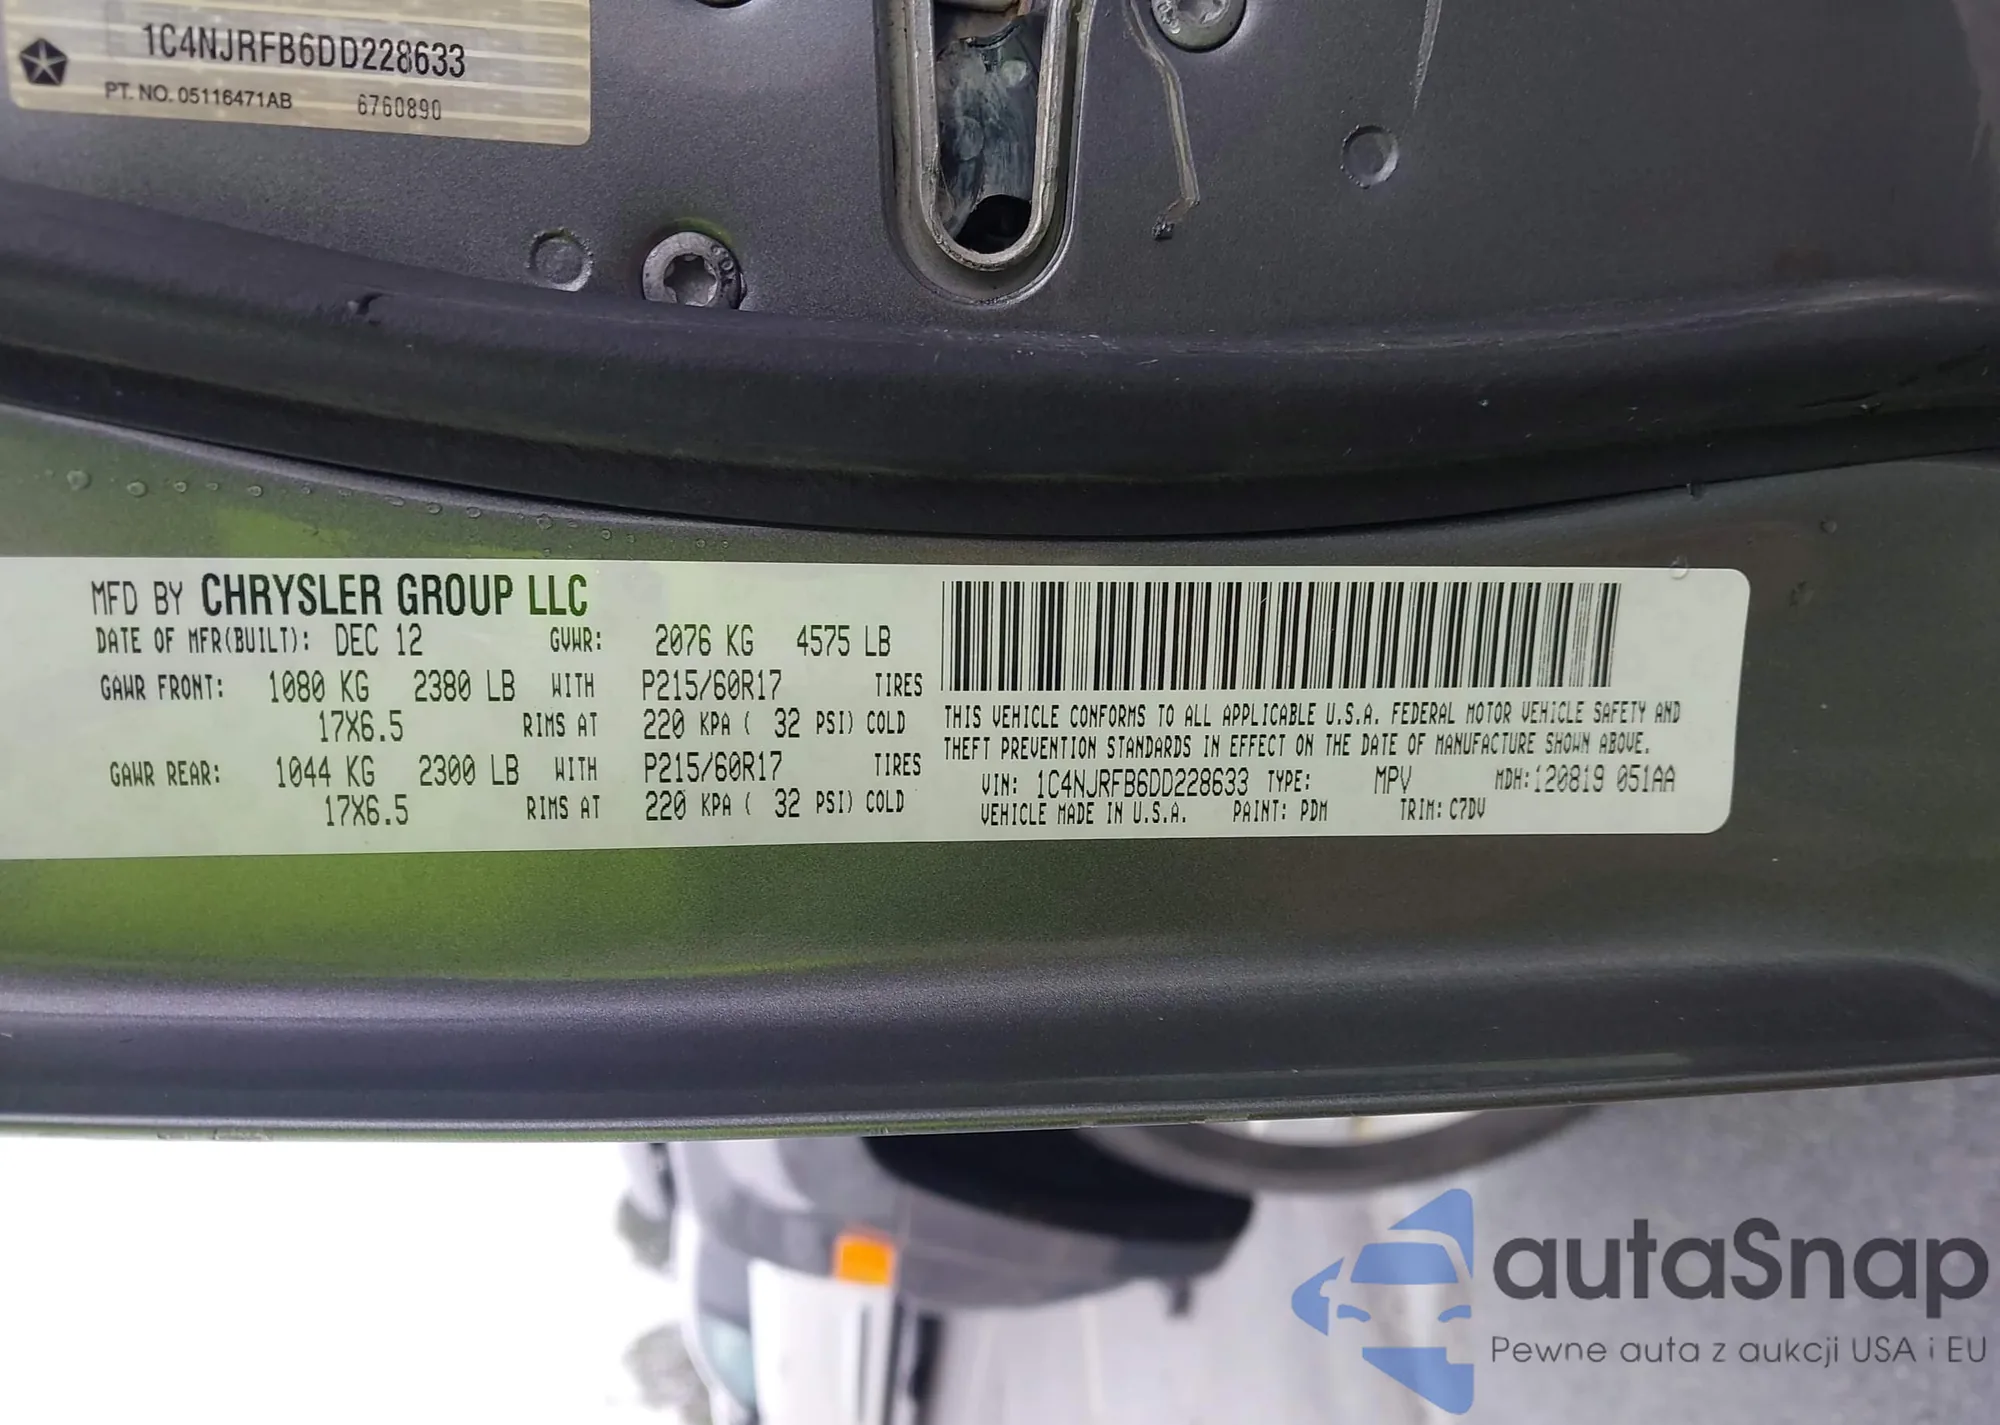 1C4NJRFB6DD228633
PT. NO. 05116471AB 6760890
MFD BY CHRYSLER GROUP LLC
DATE OF MFR(BUILT): DEC 12 GVWR: 2076 KG 4575 LB
GAWR FRONT: 1080 KG 2380 LB WITH P215/60R17 TIRES
17X6.5 RIMS AT 220 KPA ( 32 PSI) COLD
GAWR REAR: 1044 KG 2300 LB WITH P215/60R17 TIRES
17X6.5 RIMS AT 220 KPA ( 32 PSI) COLD
THIS VEHICLE CONFORMS TO ALL APPLICABLE U.S.A. FEDERAL MOTOR VEHICLE SAFETY AND
THEFT PREVENTION STANDARDS IN EFFECT ON THE DATE OF MANUFACTURE SHOWN ABOVE.
VIN: 1C4NJRFB6DD228633 TYPE: MPV MDH: 120819 051AA
VEHICLE MADE IN U.S.A. PAINT: PDM TRIM: C7DV
autaSnap
Pewne auta z aukcji USA i EU